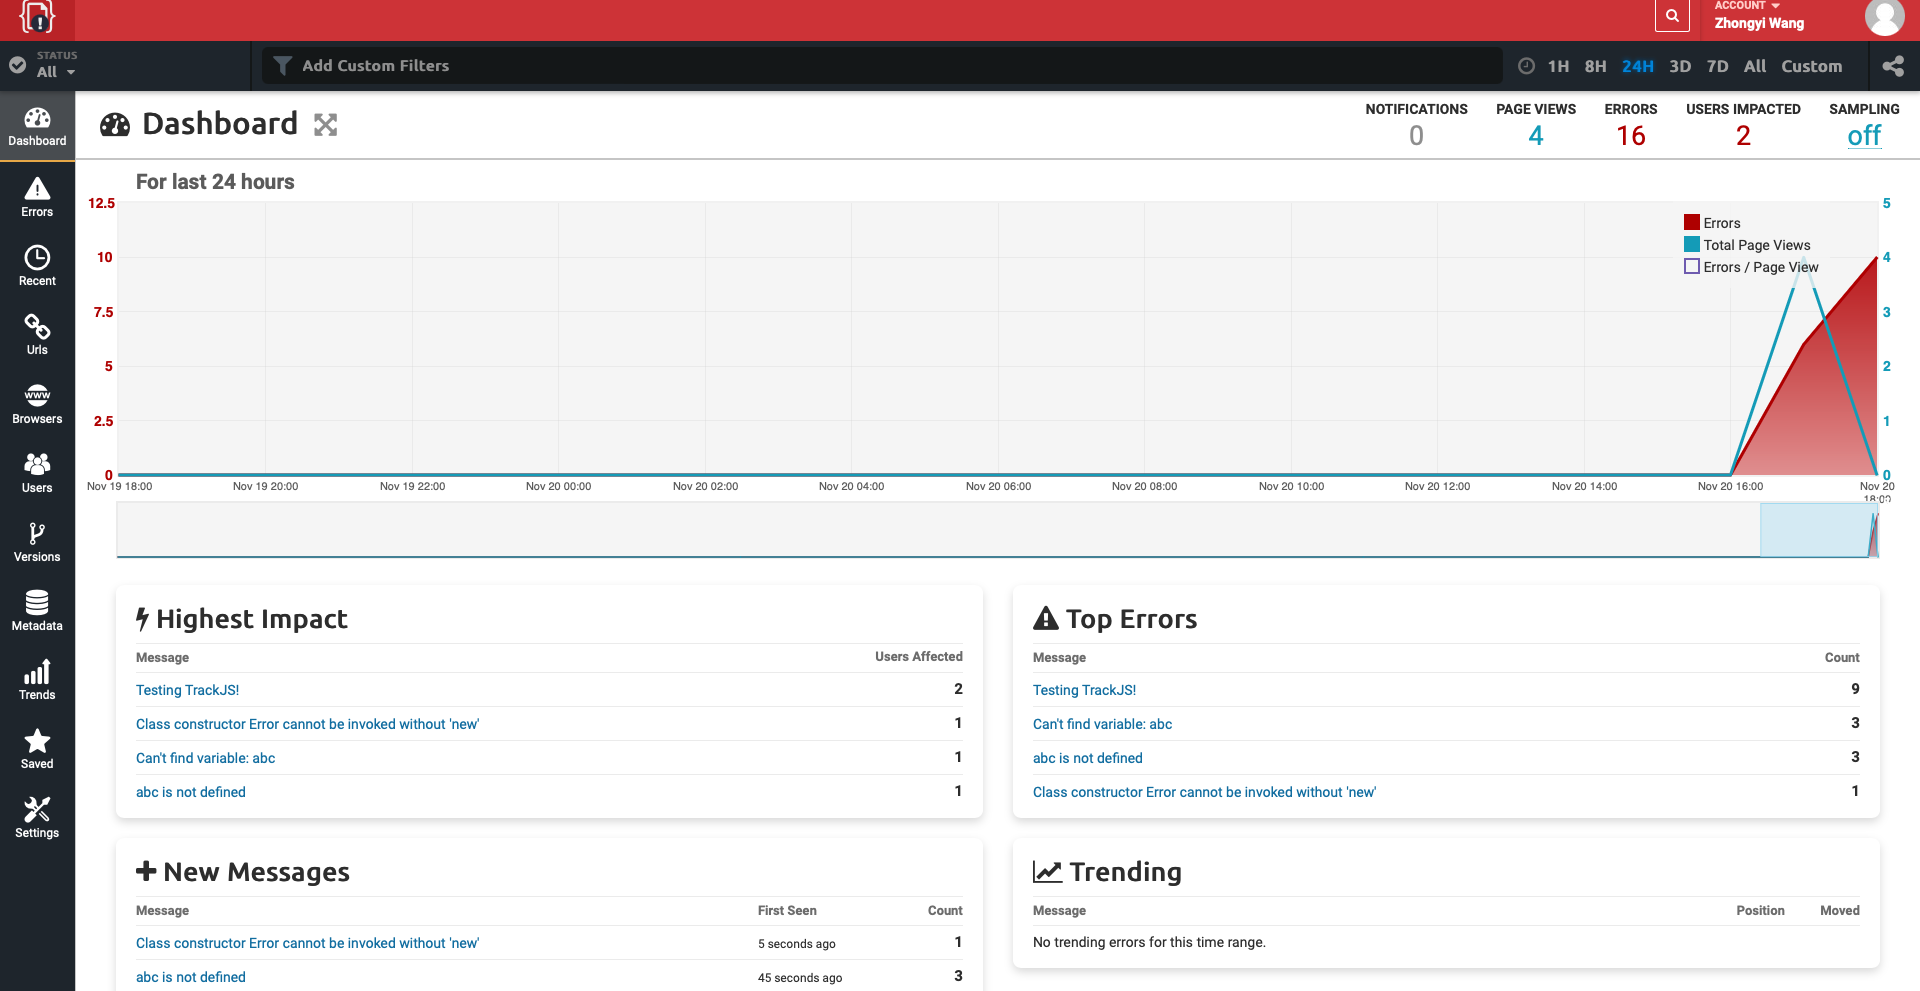 ACCOUNT
Zhongyi Wang
STATUS
All
Add Custom Filters
1H 8H 24H 3D 7D All Custom
Dashboard
Errors
Recent
Urls
www
Browsers
Users
Versions
Metadata
Trends
Saved
Settings
Dashboard
NOTIFICATIONS PAGE VIEWS ERRORS USERS IMPACTED SAMPLING
0 4 16 2 off
For last 24 hours
12.5
10
7.5
5
2.5
0
Errors
Total Page Views
Errors / Page View
5
4
3
2
1
0
Nov 19 18:00 Nov 19 20:00 Nov 19 22:00 Nov 20 00:00 Nov 20 02:00 Nov 20 04:00 Nov 20 06:00 Nov 20 08:00 Nov 20 10:00 Nov 20 12:00 Nov 20 14:00 Nov 20 16:00 Nov 20 18:00
Highest Impact
Message Users Affected
Testing TrackJS! 2
Class constructor Error cannot be invoked without 'new' 1
Can't find variable: abc 1
abc is not defined 1
Top Errors
Message Count
Testing TrackJS! 9
Can't find variable: abc 3
abc is not defined 3
Class constructor Error cannot be invoked without 'new' 1
New Messages
Message First Seen Count
Class constructor Error cannot be invoked without 'new' 5 seconds ago 1
abc is not defined 45 seconds ago 3
Trending
Message Position Moved
No trending errors for this time range.